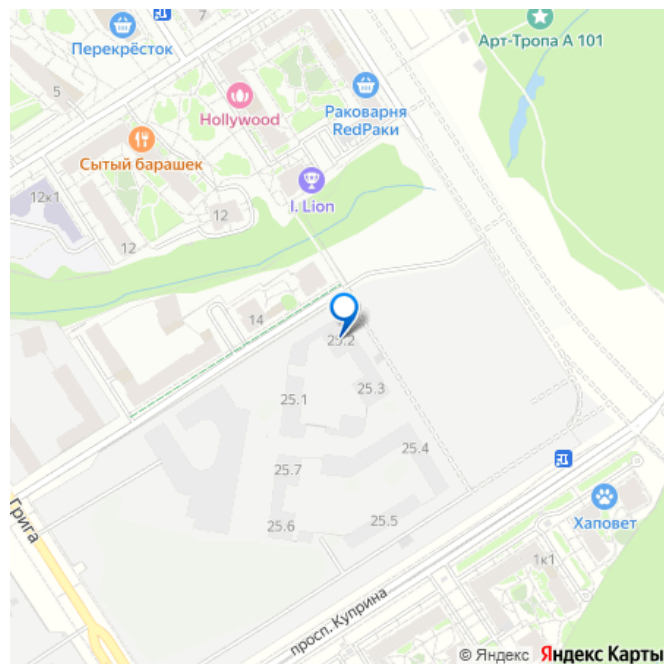 7
Перекрёсток
Арт-Тропа А 101
5
Hollywood
Раковарня
RedРаки
Сытый барашек
12к1
I. Lion
12
12
14
25.2
25.3
25.1
25.4
25.7
Грига
25.6
25.5
Хаповет
1к1
просп. Куприна
© Яндекс Яндекс Карты